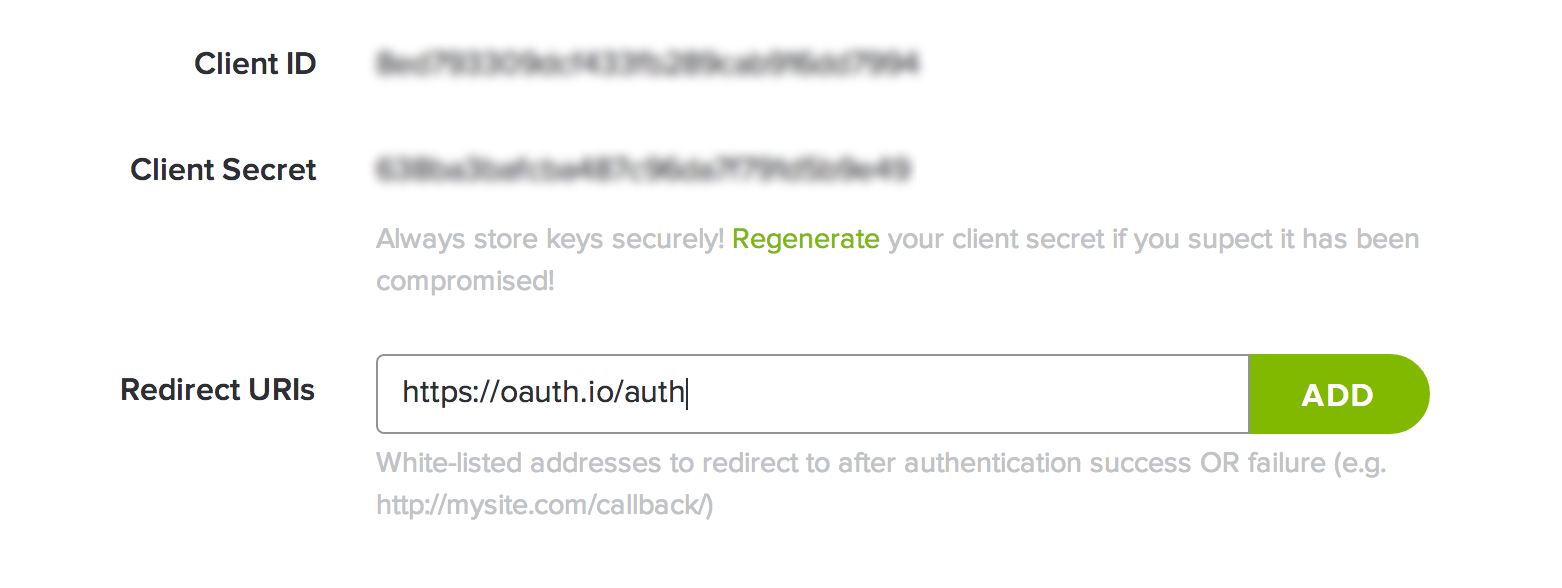 Client ID
Client Secret
Always store keys securely! Regenerate your client secret if you supect it has been
compromised!
Redirect URIs
https://oauth.io/auth
ADD
White-listed addresses to redirect to after authentication success OR failure (e.g.
http://mysite.com/callback/)